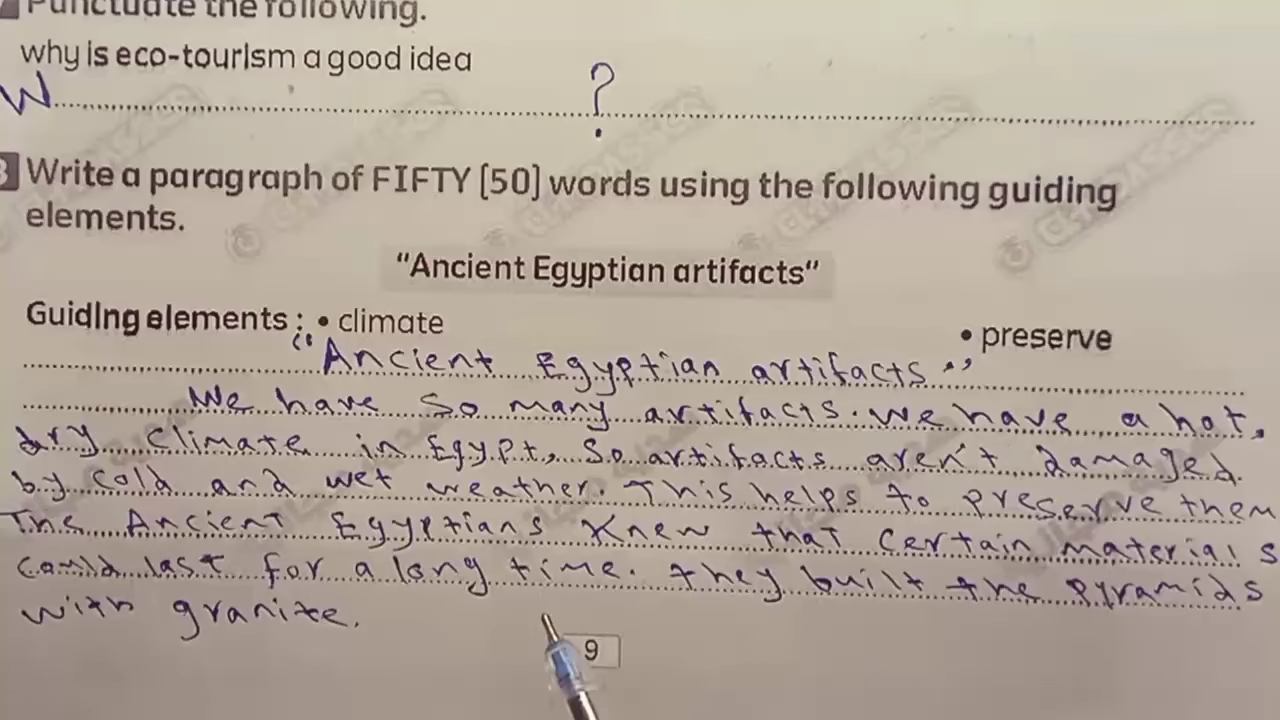 Punctuate the following.
why is eco-tourism a good idea
W ?
Write a paragraph of FIFTY [50] words using the following guiding
elements.
"Ancient Egyptian artifacts"
Guiding elements : • climate • preserve
"Ancient Egyptian artifacts."
We have so many artifacts. We have a hot,
dry climate in Egypt, so artifacts aren't damaged
by cold and wet weather. This helps to preserve them
The Ancient Egyptians knew that certain materials
could last for a long time. they built the pyramids
with granite.
9